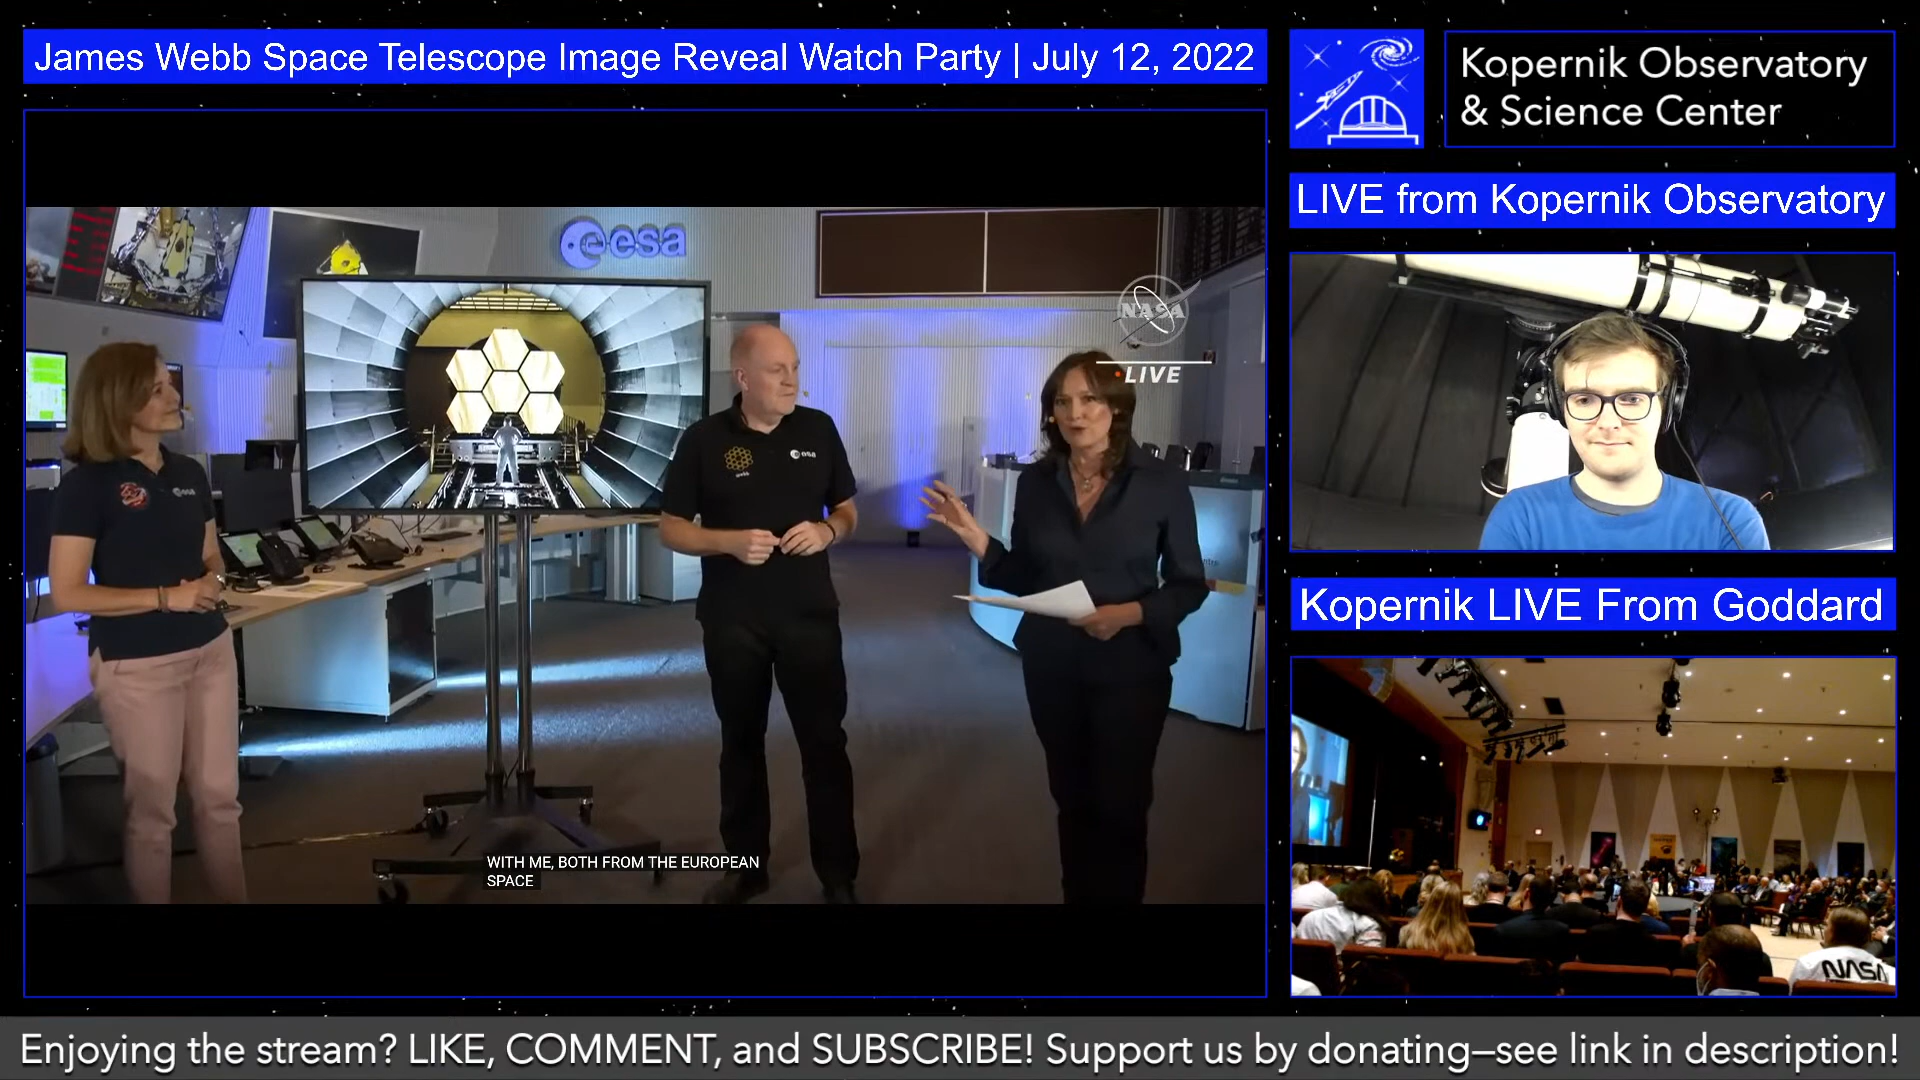 James Webb Space Telescope Image Reveal Watch Party | July 12, 2022
Kopernik Observatory
& Science Center
LIVE from Kopernik Observatory
esa
NASA
LIVE
esa
esa
WITH ME, BOTH FROM THE EUROPEAN
SPACE
Kopernik LIVE From Goddard
NASA
Enjoying the stream? LIKE, COMMENT, and SUBSCRIBE! Support us by donating–see link in description!